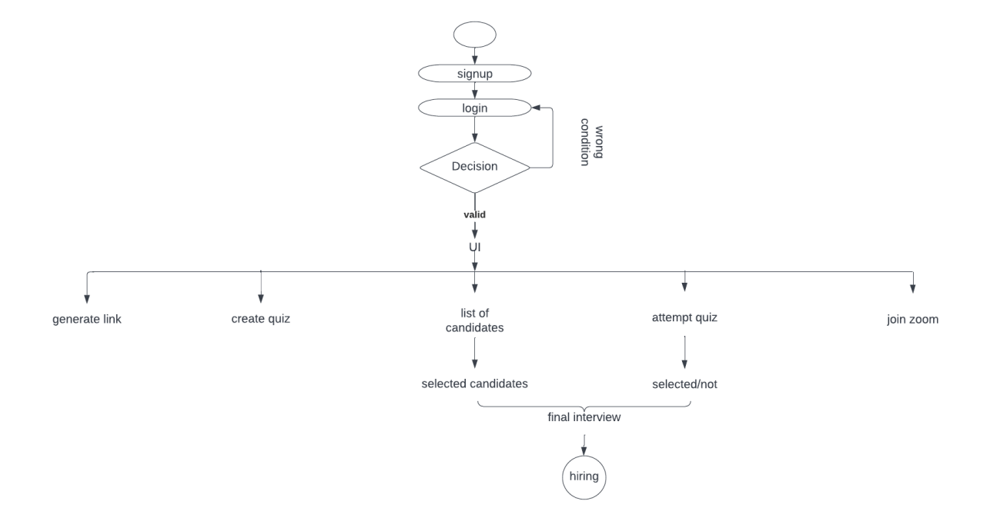 signup
login
wrong
condition
Decision
valid
UI
generate link
create quiz
list of
candidates
attempt quiz
join zoom
selected candidates
selected/not
final interview
hiring